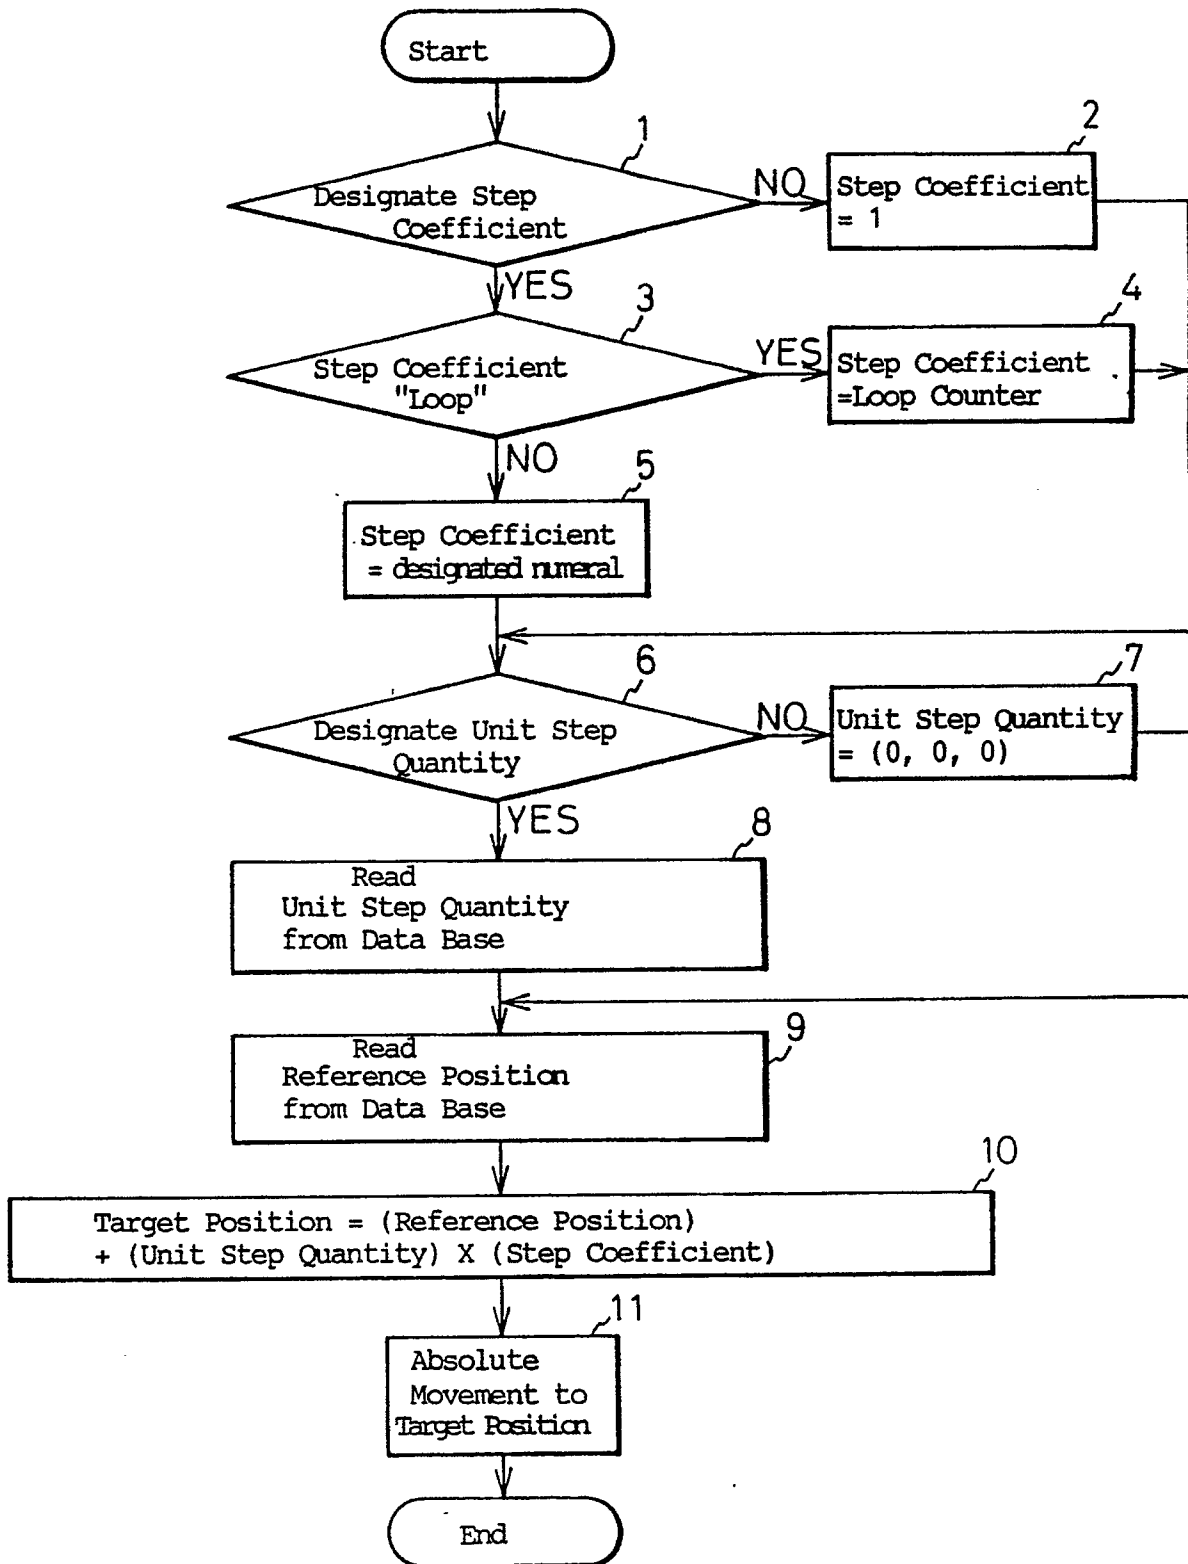 Start
1
Designate Step
Coefficient
NO
2
Step Coefficient
= 1
YES
3
Step Coefficient
"Loop"
YES
4
Step Coefficient
=Loop Counter
NO
5
Step Coefficient
= designated numeral
6
Designate Unit Step
Quantity
NO
7
Unit Step Quantity
= (0, 0, 0)
YES
8
Read
Unit Step Quantity
from Data Base
9
Read
Reference Position
from Data Base
10
Target Position = (Reference Position)
+ (Unit Step Quantity) X (Step Coefficient)
11
Absolute
Movement to
Target Position
End